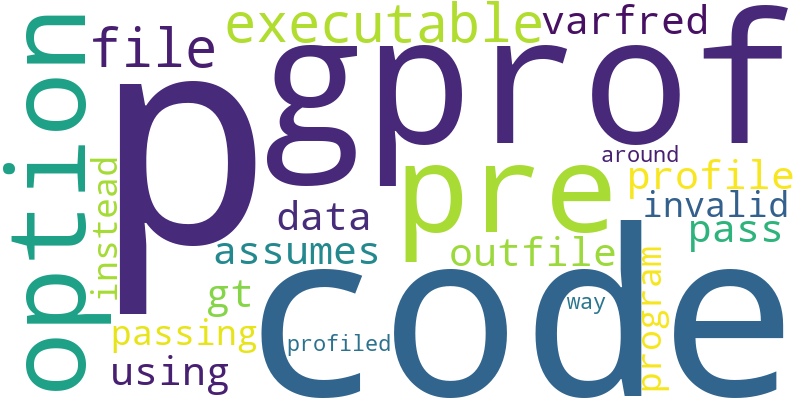 executable
varfred
file
gprof
option
p
pre
around
profile
instead
data
invalid
pass
assumes
outfile
gt
code
way
program
passing
profiled
using